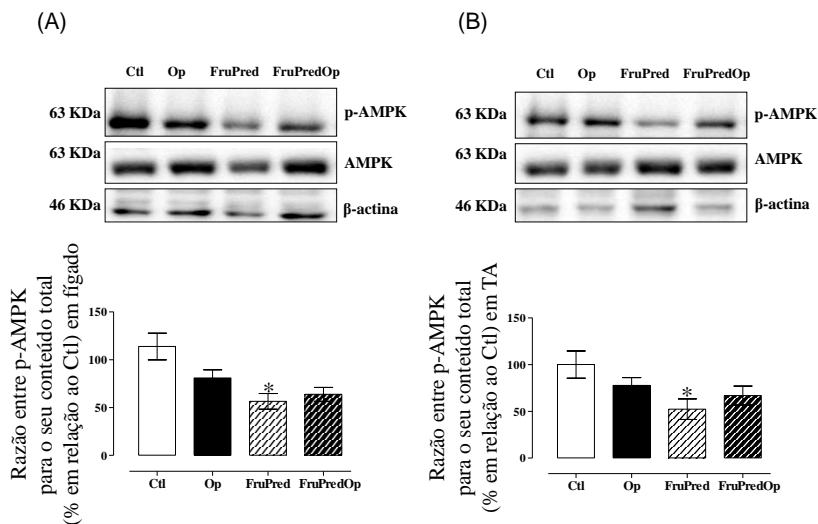 (A)
Ctl Op FruPred FruPredOp
63 KDa p-AMPK
63 KDa AMPK
46 KDa β-actina
Razão entre p-AMPK
para o seu conteúdo total
(% em relação ao Ctl) em fígado
150
100
50
0
*
Ctl Op FruPred FruPredOp
(B)
Ctl Op FruPred FruPredOp
63 KDa p-AMPK
63 KDa AMPK
46 KDa β-actina
Razão entre p-AMPK
para o seu conteúdo total
(% em relação ao Ctl) em TA
150
100
50
0
*
Ctl Op FruPred FruPredOp